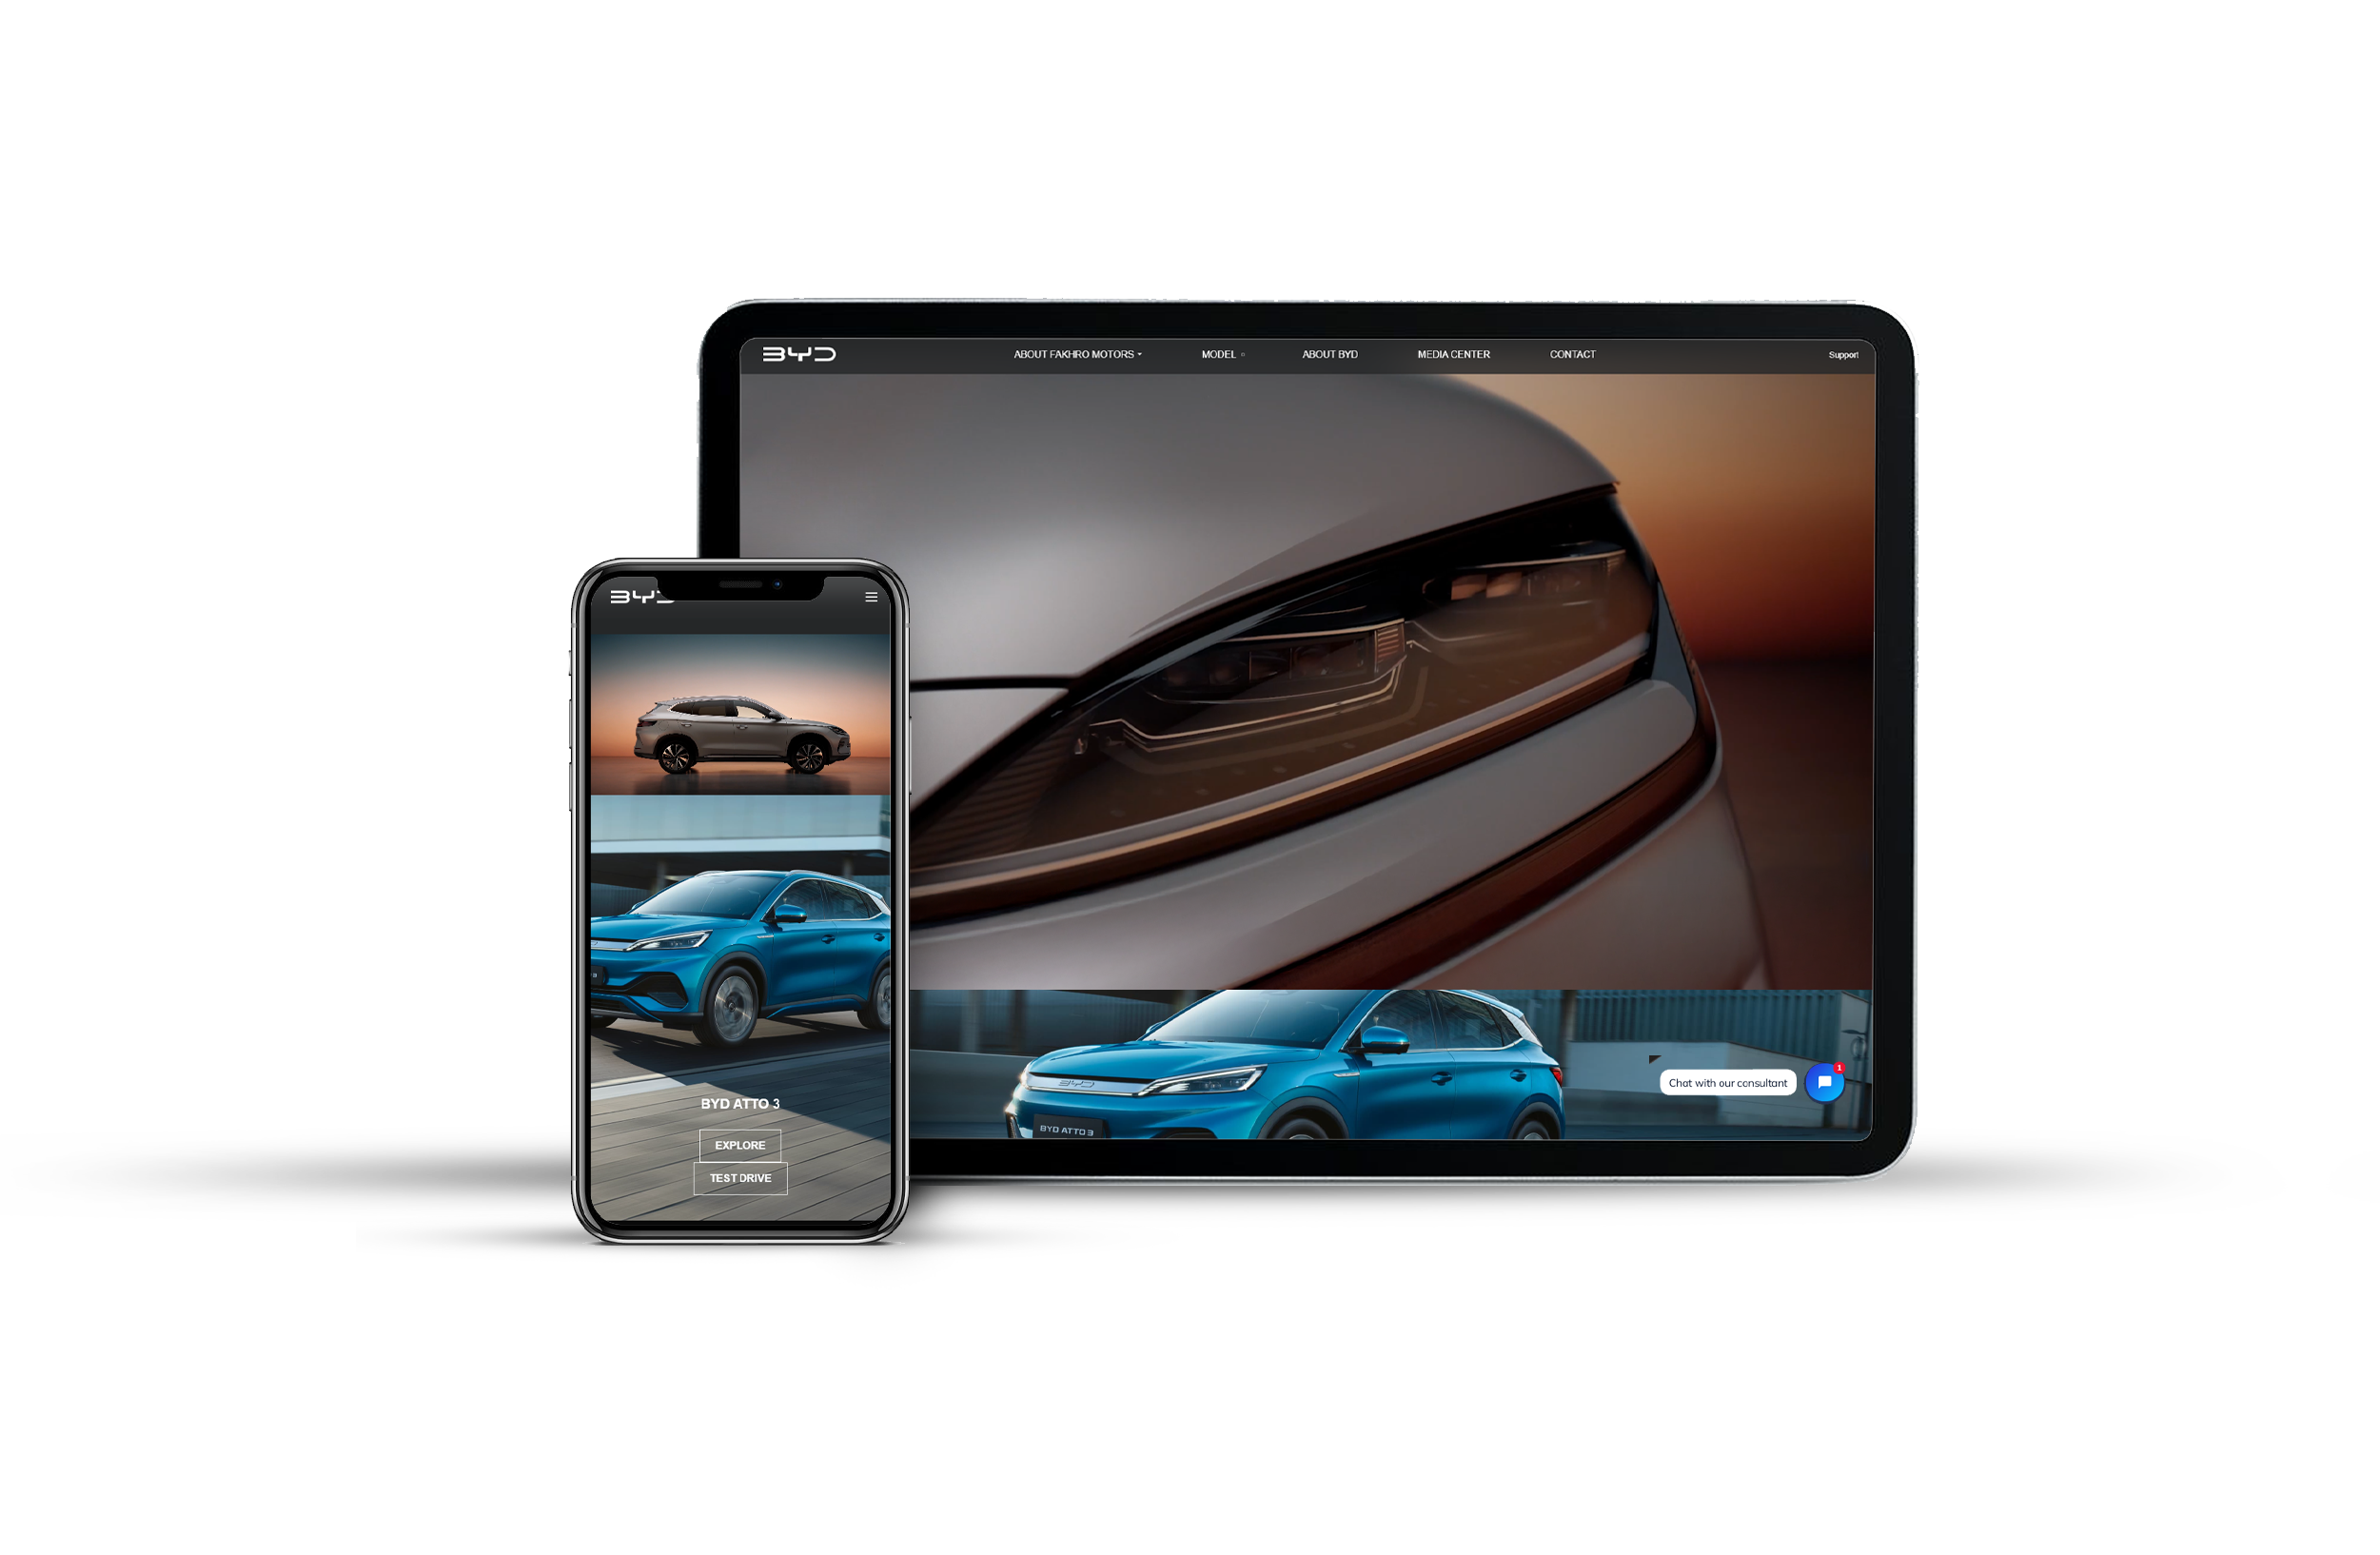 BYD
ABOUT FAKHRO MOTORS
MODEL
ABOUT BYD
MEDIA CENTER
CONTACT
Support
BYD
BYD
BYD ATTO 3
Chat with our consultant
1
BYD ATTO 3
EXPLORE
TEST DRIVE